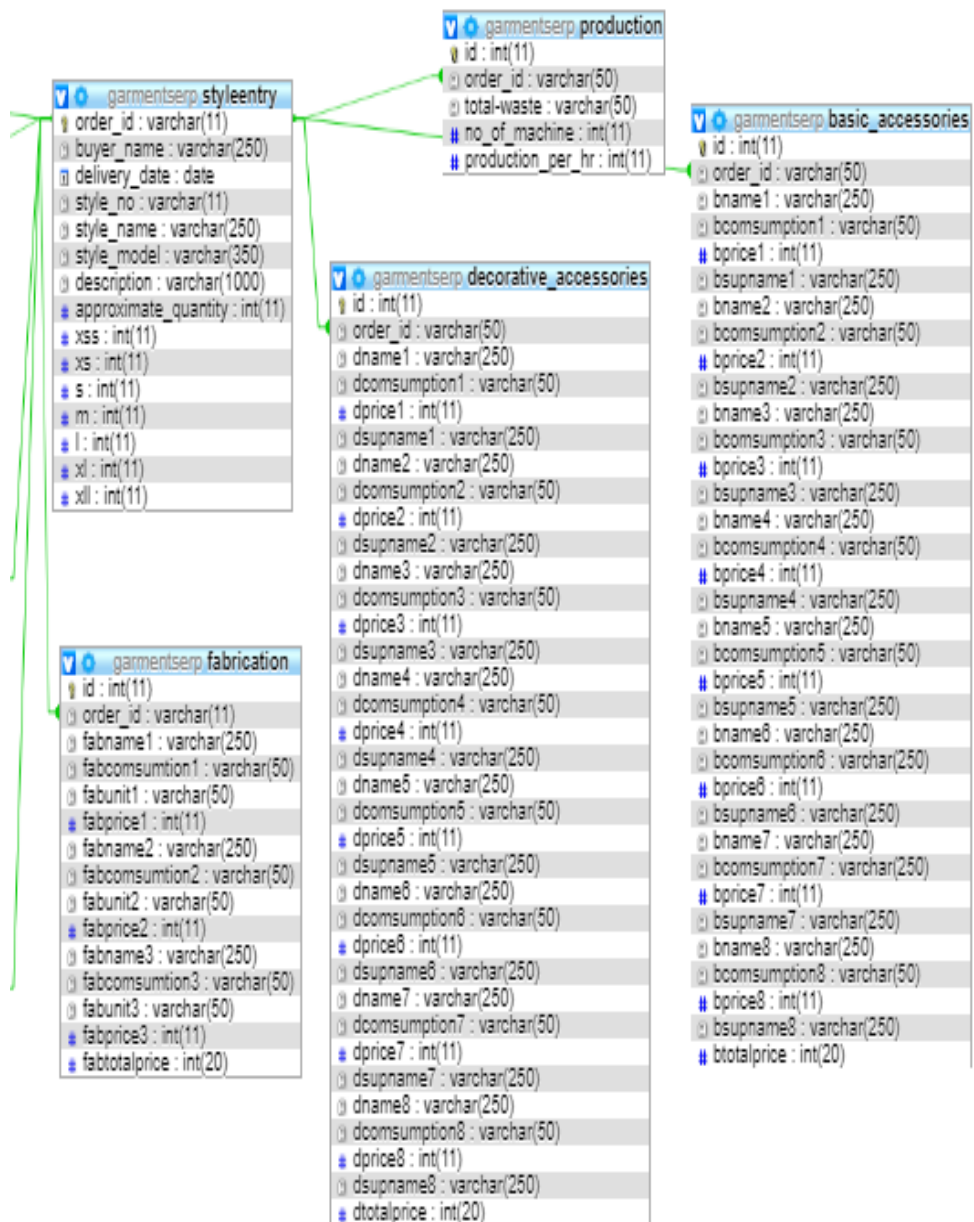 garmentserp styleentry
order_id : varchar(11)
buyer_name : varchar(250)
delivery_date : date
style_no : varchar(11)
style_name : varchar(250)
style_model : varchar(350)
description : varchar(1000)
approximate_quantity : int(11)
xss : int(11)
xs : int(11)
s : int(11)
m : int(11)
l : int(11)
xl : int(11)
xll : int(11)
garmentserp fabrication
id : int(11)
order_id : varchar(11)
fabname1 : varchar(250)
fabcomsumtion1 : varchar(50)
fabunit1 : varchar(50)
fabprice1 : int(11)
fabname2 : varchar(250)
fabcomsumtion2 : varchar(50)
fabunit2 : varchar(50)
fabprice2 : int(11)
fabname3 : varchar(250)
fabcomsumtion3 : varchar(50)
fabunit3 : varchar(50)
fabprice3 : int(11)
fabtotalprice : int(20)
garmentserp production
id : int(11)
order_id : varchar(50)
total-waste : varchar(50)
no_of_machine : int(11)
production_per_hr : int(11)
garmentserp decorative_accessories
id : int(11)
order_id : varchar(50)
dname1 : varchar(250)
dcomsumption1 : varchar(50)
dprice1 : int(11)
dsupname1 : varchar(250)
dname2 : varchar(250)
dcomsumption2 : varchar(50)
dprice2 : int(11)
dsupname2 : varchar(250)
dname3 : varchar(250)
dcomsumption3 : varchar(50)
dprice3 : int(11)
dsupname3 : varchar(250)
dname4 : varchar(250)
dcomsumption4 : varchar(50)
dprice4 : int(11)
dsupname4 : varchar(250)
dname5 : varchar(250)
dcomsumption5 : varchar(50)
dprice5 : int(11)
dsupname5 : varchar(250)
dname6 : varchar(250)
dcomsumption6 : varchar(50)
dprice6 : int(11)
dsupname6 : varchar(250)
dname7 : varchar(250)
dcomsumption7 : varchar(50)
dprice7 : int(11)
dsupname7 : varchar(250)
dname8 : varchar(250)
dcomsumption8 : varchar(50)
dprice8 : int(11)
dsupname8 : varchar(250)
dtotalprice : int(20)
garmentserp basic_accessories
id : int(11)
order_id : varchar(50)
bname1 : varchar(250)
bcomsumption1 : varchar(50)
bprice1 : int(11)
bsupname1 : varchar(250)
bname2 : varchar(250)
bcomsumption2 : varchar(50)
bprice2 : int(11)
bsupname2 : varchar(250)
bname3 : varchar(250)
bcomsumption3 : varchar(50)
bprice3 : int(11)
bsupname3 : varchar(250)
bname4 : varchar(250)
bcomsumption4 : varchar(50)
bprice4 : int(11)
bsupname4 : varchar(250)
bname5 : varchar(250)
bcomsumption5 : varchar(50)
bprice5 : int(11)
bsupname5 : varchar(250)
bname6 : varchar(250)
bcomsumption6 : varchar(250)
bprice6 : int(11)
bsupname6 : varchar(250)
bname7 : varchar(250)
bcomsumption7 : varchar(250)
bprice7 : int(11)
bsupname7 : varchar(250)
bname8 : varchar(250)
bcomsumption8 : varchar(50)
bprice8 : int(11)
bsupname8 : varchar(250)
btotalprice : int(20)